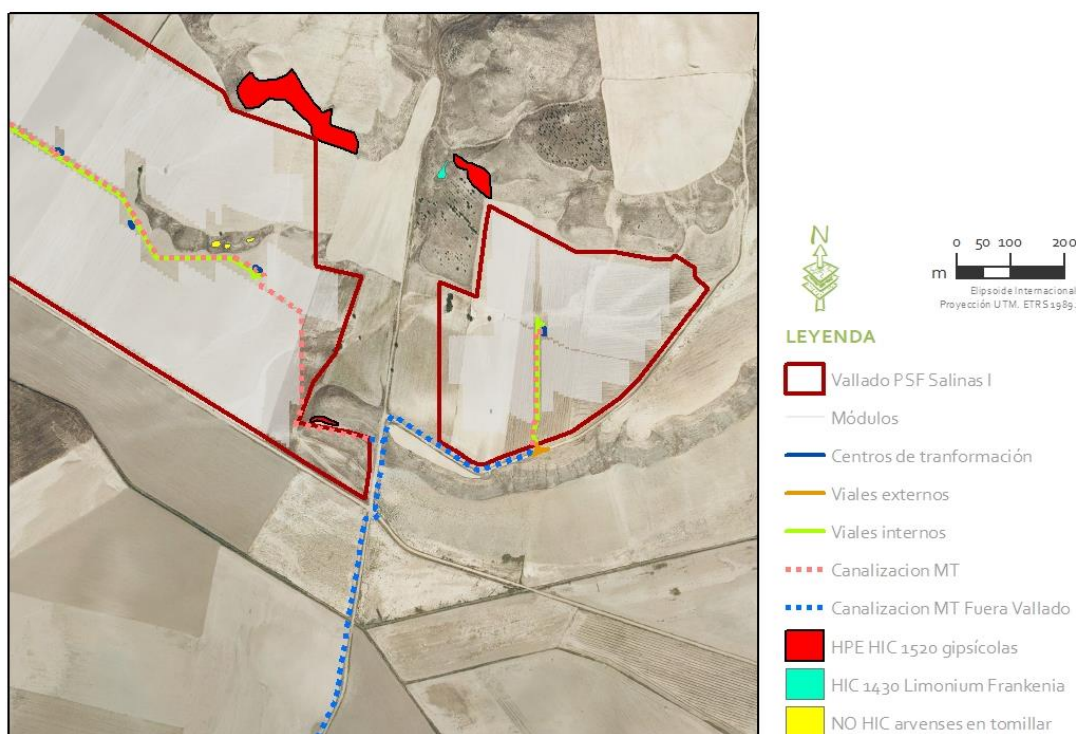 N
0 50 100 200
m
Elipsoide Internacional
Proyección UTM. ETRS1989.
LEYENDA
Vallado PSF Salinas I
Módulos
Centros de tranformación
Viales externos
Viales internos
Canalizacion MT
Canalizacion MT Fuera Vallado
HPE HIC 1520 gipsícolas
HIC 1430 Limonium Frankenia
NO HIC arvenses en tomillar